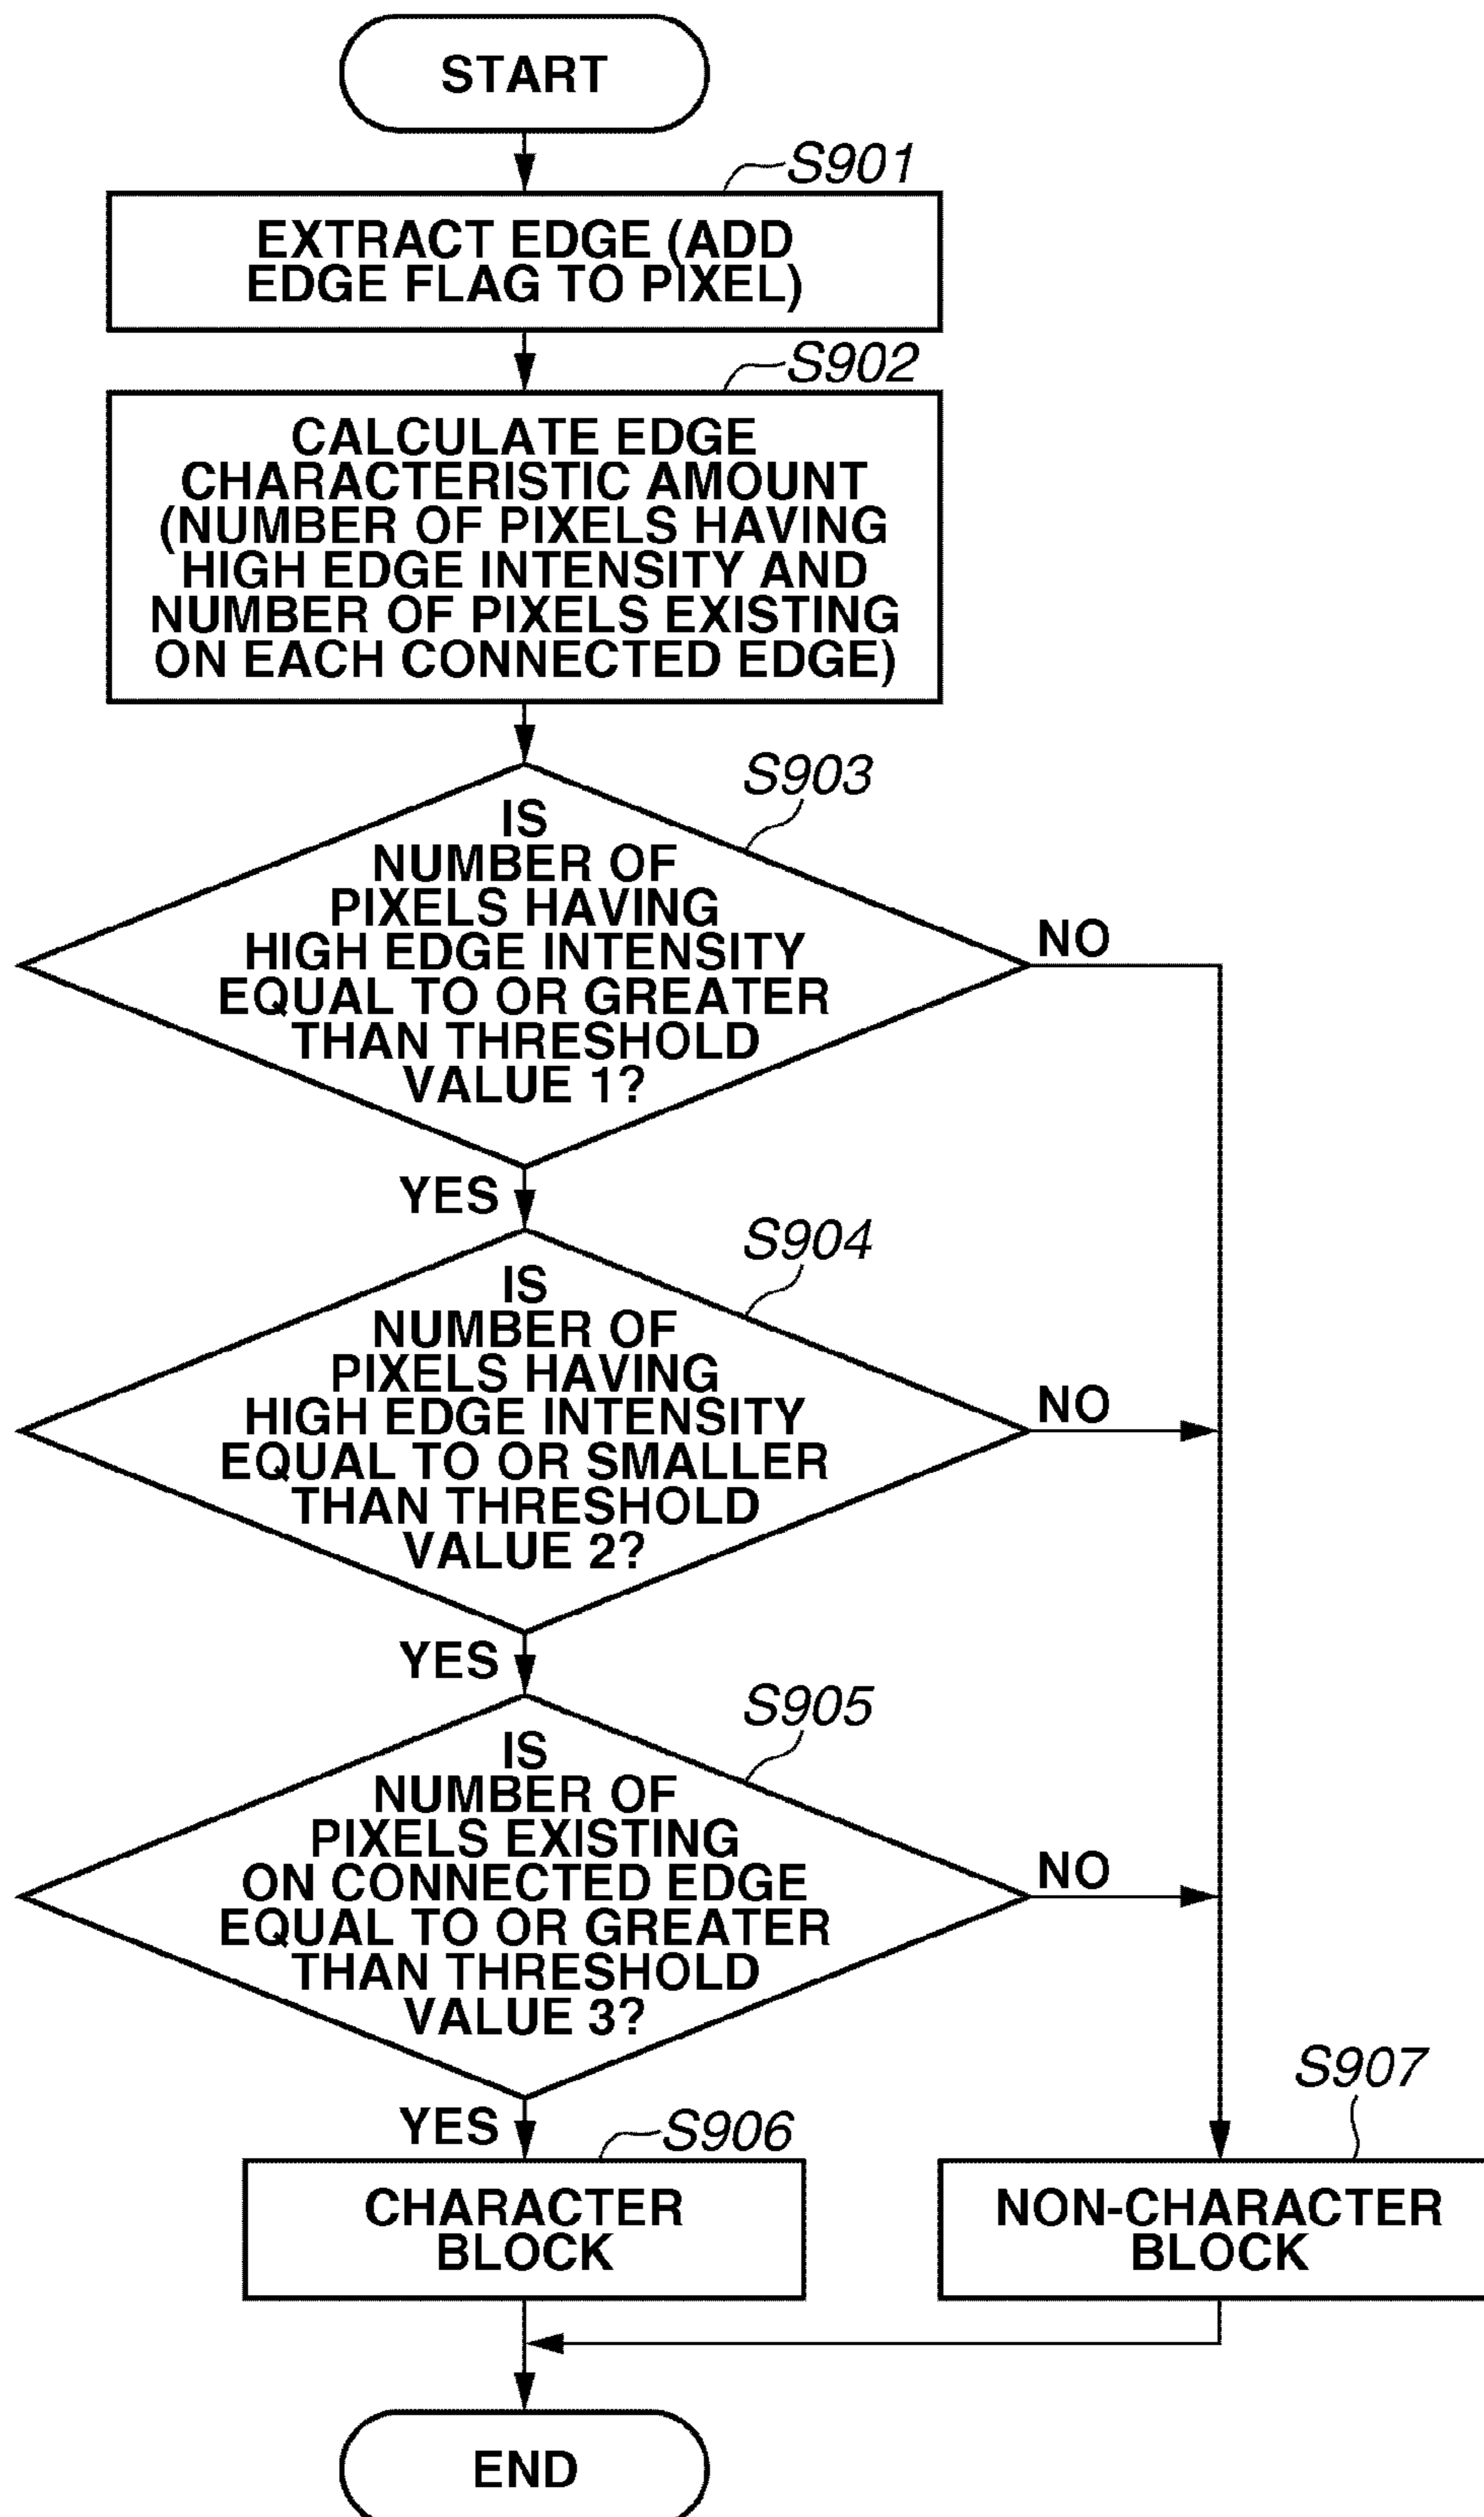 START
S901
EXTRACT EDGE (ADD
EDGE FLAG TO PIXEL)
S902
CALCULATE EDGE
CHARACTERISTIC AMOUNT
(NUMBER OF PIXELS HAVING
HIGH EDGE INTENSITY AND
NUMBER OF PIXELS EXISTING
ON EACH CONNECTED EDGE)
S903
IS
NUMBER OF
PIXELS HAVING
HIGH EDGE INTENSITY
EQUAL TO OR GREATER
THAN THRESHOLD
VALUE 1?
NO
YES
S904
IS
NUMBER OF
PIXELS HAVING
HIGH EDGE INTENSITY
EQUAL TO OR SMALLER
THAN THRESHOLD
VALUE 2?
NO
YES
S905
IS
NUMBER OF
PIXELS EXISTING
ON CONNECTED EDGE
EQUAL TO OR GREATER
THAN THRESHOLD
VALUE 3?
NO
YES
S906
CHARACTER
BLOCK
S907
NON-CHARACTER
BLOCK
END